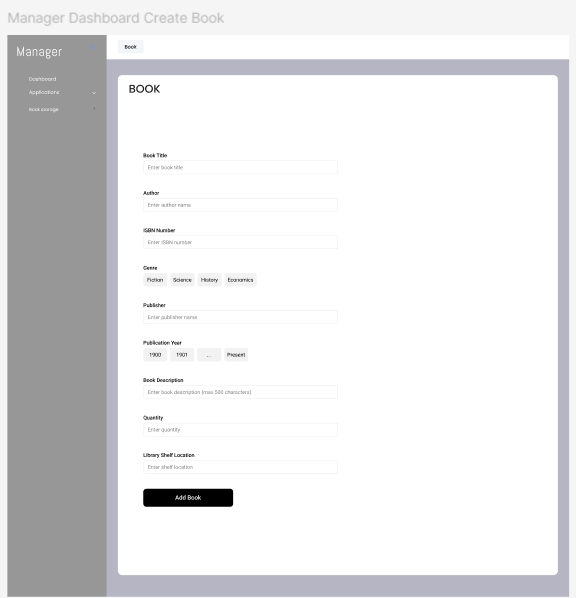 Manager Dashboard Create Book
Manager
Book
Dashboard
Applications
Book storage
BOOK
Book Title
Enter book title
Author
Enter author name
ISBN Number
Enter ISBN number
Genre
Fiction Science History Economics
Publisher
Enter publisher name
Publication Year
1900 1901 ... Present
Book Description
Enter book description (max 500 characters)
Quantity
Enter quantity
Library Shelf Location
Enter shelf location
Add Book